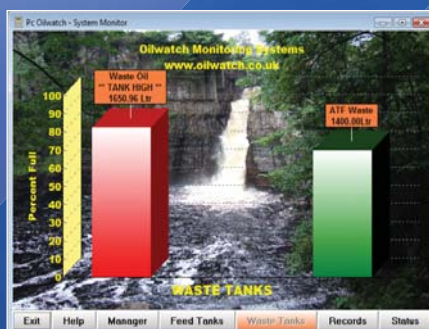 Pc Oilwatch - System Monitor
Oilwatch Monitoring Systems
www.oilwatch.co.uk
Waste Oil
** TANK HIGH **
1650.96 Ltr
ATF Waste
1400.00Ltr
Percent Full
100
90
80
70
60
50
40
30
20
10
0
WASTE TANKS
Exit Help Manager Feed Tanks Waste Tanks Records Status